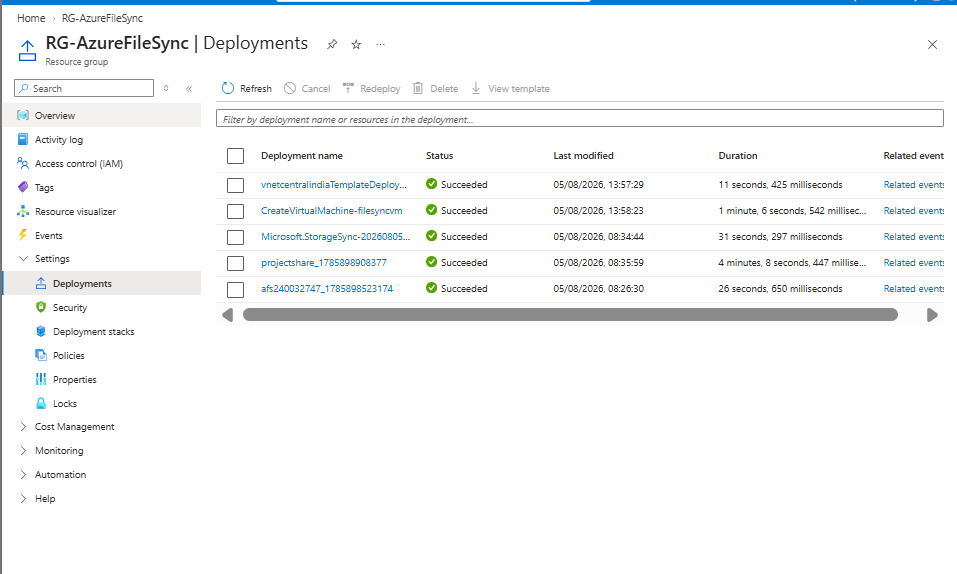 Home > RG-AzureFileSync
RG-AzureFileSync | Deployments
Resource group
Search
Refresh Cancel Redeploy Delete View template
Filter by deployment name or resources in the deployment...
Overview
Activity log
Access control (IAM)
Tags
Resource visualizer
Events
Settings
Deployments
Security
Deployment stacks
Policies
Properties
Locks
Cost Management
Monitoring
Automation
Help
Deployment name Status Last modified Duration Related event
vnetcentralindiaTemplateDeploy... Succeeded 05/08/2026, 13:57:29 11 seconds, 425 milliseconds Related events
CreateVirtualMachine-filesyncvm Succeeded 05/08/2026, 13:58:23 1 minute, 6 seconds, 542 millisec... Related events
Microsoft.StorageSync-20260805... Succeeded 05/08/2026, 08:34:44 31 seconds, 297 milliseconds Related events
projectshare_1785898908377 Succeeded 05/08/2026, 08:35:59 4 minutes, 8 seconds, 447 millise... Related events
afs240032747_1785898523174 Succeeded 05/08/2026, 08:26:30 26 seconds, 650 milliseconds Related events